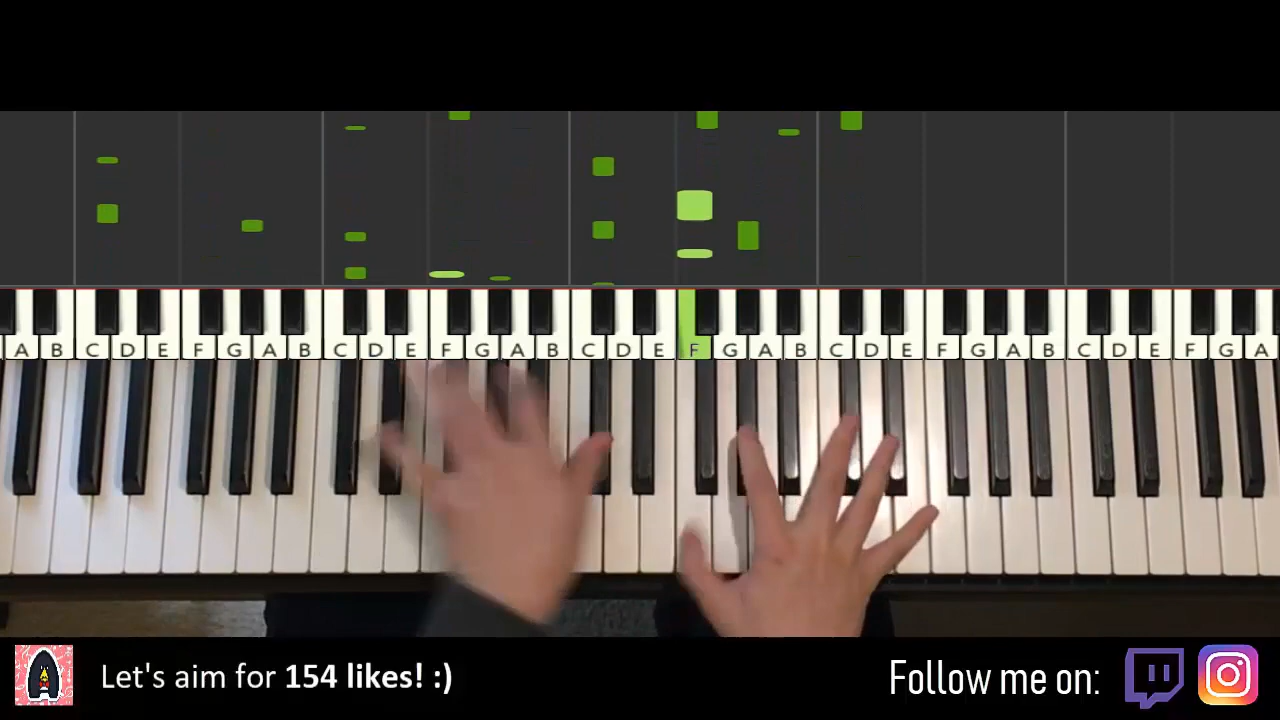 A B C D E F G A B C D E F G A B C D E F G A B C D E F G A B C D E F G A
Let's aim for 154 likes! :)
Follow me on: